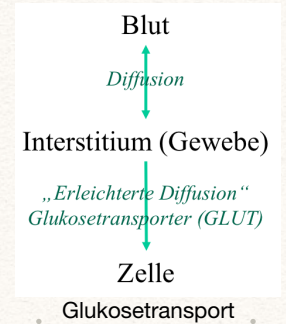 Blut
Diffusion
Interstitium (Gewebe)
„Erleichterte Diffusion“
Glukosetransporter (GLUT)
Zelle
Glukosetransport